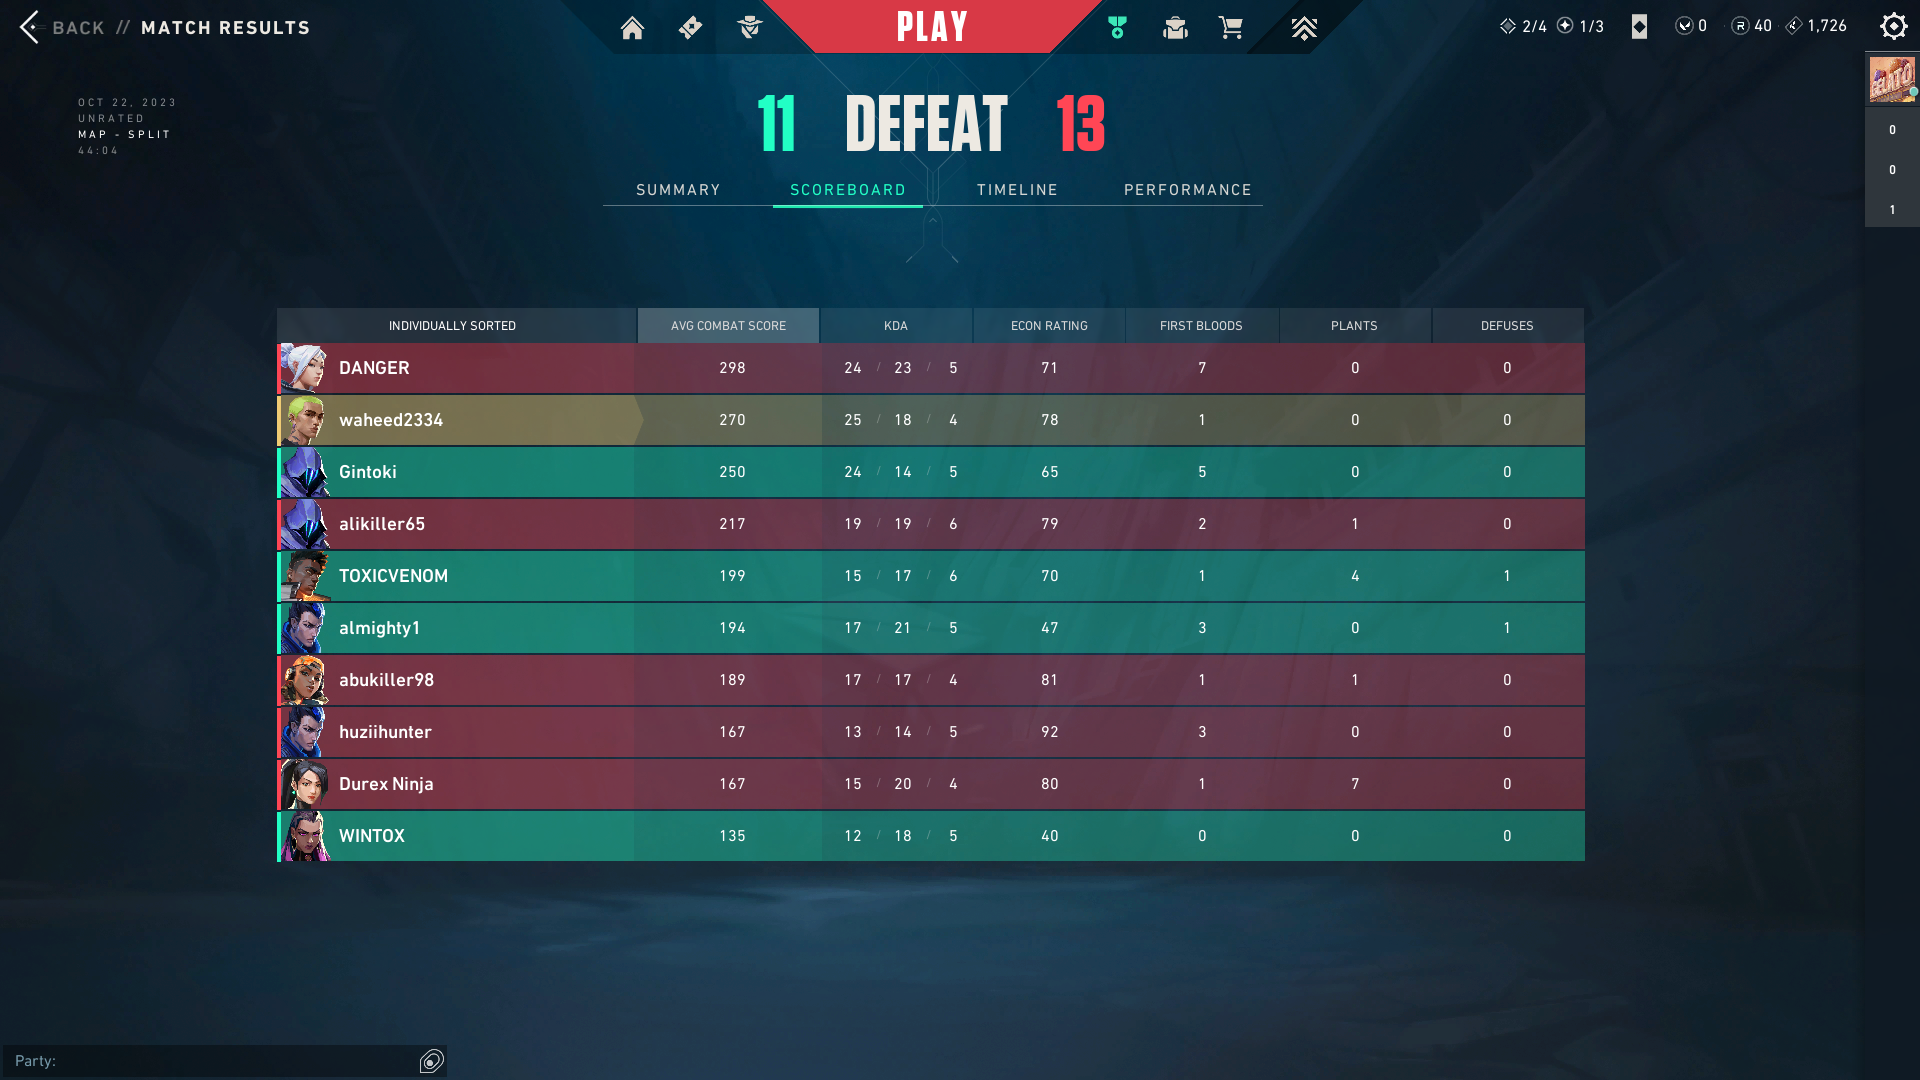 BACK // MATCH RESULTS
PLAY
2/4 1/3 0 40 1,726
OCT 22, 2023
UNRATED
MAP - SPLIT
44:04
11 DEFEAT 13
SUMMARY SCOREBOARD TIMELINE PERFORMANCE
GELATO
0
0
1
INDIVIDUALLY SORTED AVG COMBAT SCORE KDA ECON RATING FIRST BLOODS PLANTS DEFUSES
DANGER 298 24 / 23 / 5 71 7 0 0
waheed2334 270 25 / 18 / 4 78 1 0 0
Gintoki 250 24 / 14 / 5 65 5 0 0
alikiller65 217 19 / 19 / 6 79 2 1 0
TOXICVENOM 199 15 / 17 / 6 70 1 4 1
almighty1 194 17 / 21 / 5 47 3 0 1
abukiller98 189 17 / 17 / 4 81 1 1 0
huziihunter 167 13 / 14 / 5 92 3 0 0
Durex Ninja 167 15 / 20 / 4 80 1 7 0
WINTOX 135 12 / 18 / 5 40 0 0 0
Party: